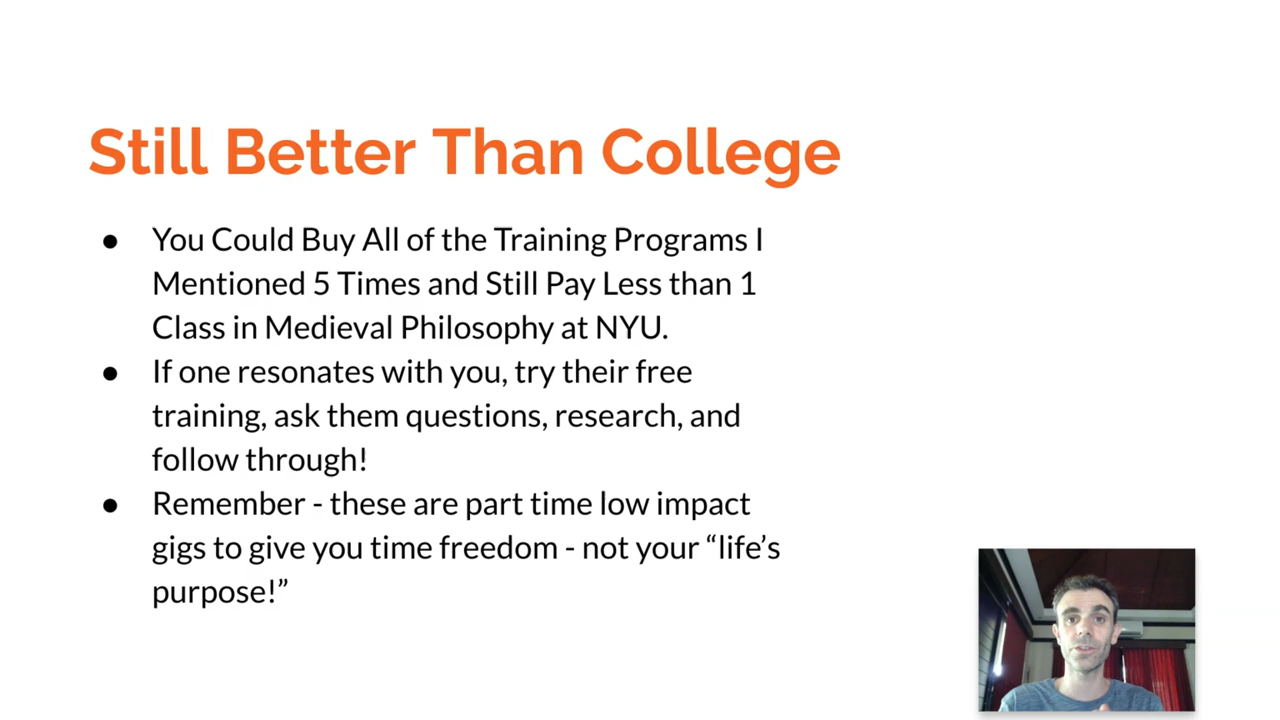 Still Better Than College
● You Could Buy All of the Training Programs I
Mentioned 5 Times and Still Pay Less than 1
Class in Medieval Philosophy at NYU.
● If one resonates with you, try their free
training, ask them questions, research, and
follow through!
● Remember - these are part time low impact
gigs to give you time freedom - not your “life’s
purpose!”